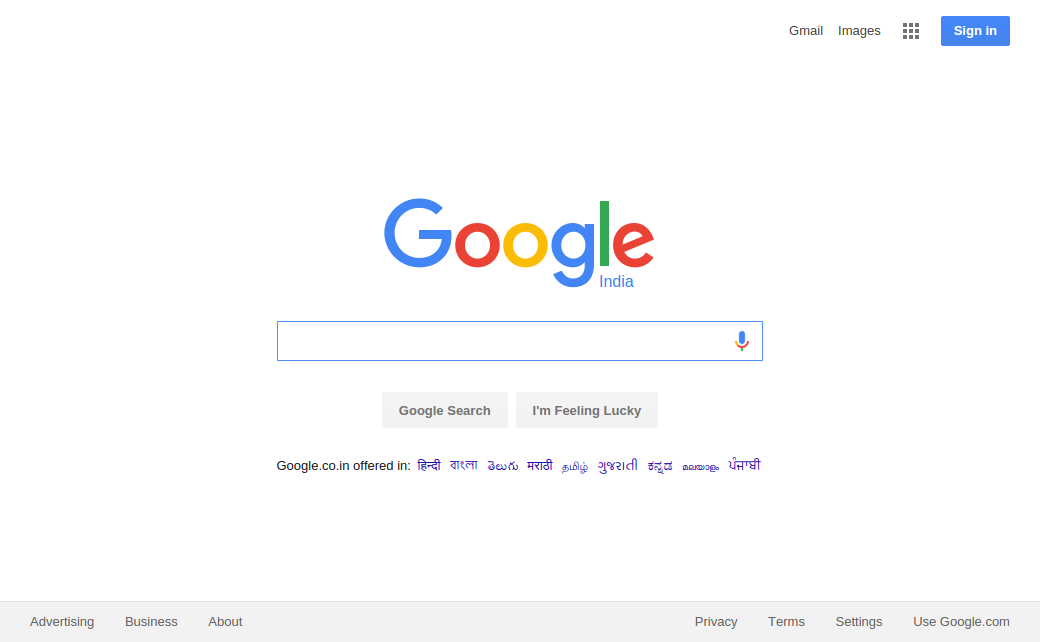 Gmail Images Sign in
Google
India
Google Search I'm Feeling Lucky
Google.co.in offered in: हिन्दी বাংলা తెలుగు मराठी தமிழ் ગુજરાતી ಕನ್ನಡ മലയാളം ਪੰਜਾਬੀ
Advertising Business About Privacy Terms Settings Use Google.com